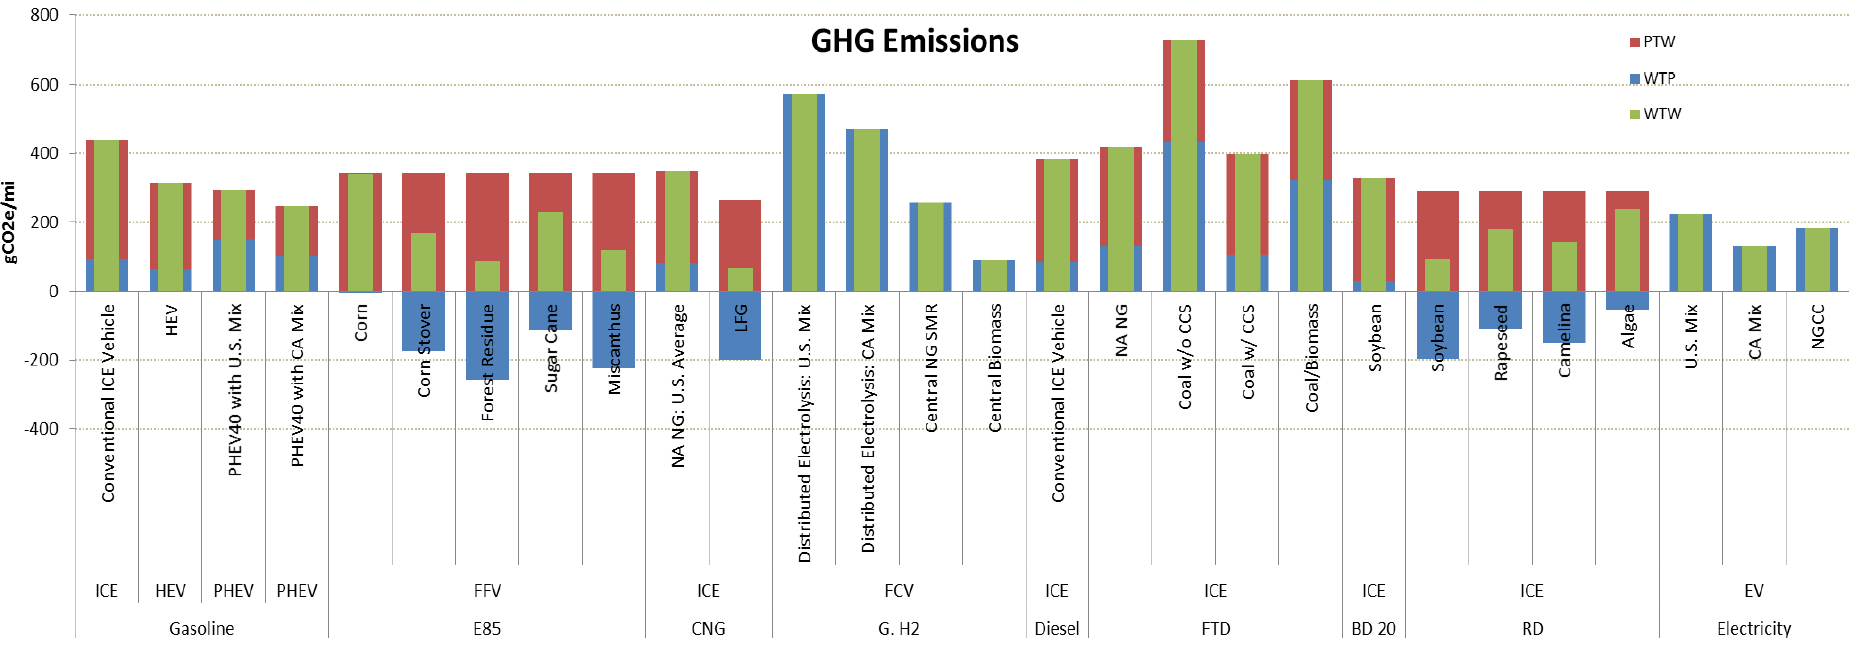 GHG Emissions
gCO2e/mi
800
600
400
200
0
-200
-400
PTW
WTP
WTW
Conventional ICE Vehicle
HEV
PHEV40 with U.S. Mix
PHEV40 with CA Mix
Corn
Corn Stover
Forest Residue
Sugar Cane
Miscanthus
NA NG: U.S. Average
LFG
Distributed Electrolysis: U.S. Mix
Distributed Electrolysis: CA Mix
Central NG SMR
Central Biomass
Conventional ICE Vehicle
NA NG
Coal w/o CCS
Coal w/ CCS
Coal/Biomass
Soybean
Soybean
Rapeseed
Camelina
Algae
U.S. Mix
CA Mix
NGCC
ICE HEV PHEV PHEV FFV ICE FCV ICE ICE ICE ICE EV
Gasoline E85 CNG G. H2 Diesel FTD BD 20 RD Electricity